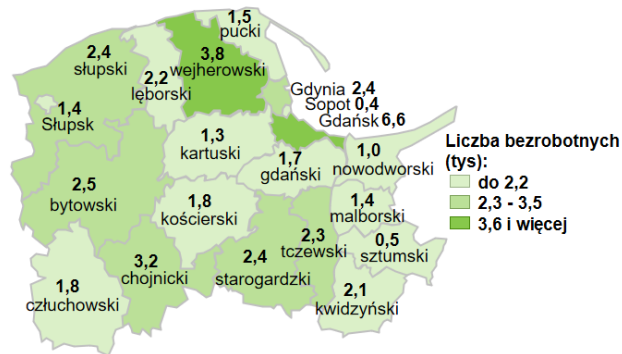 1,5
pucki
2,4
słupski
3,8
wejherowski
2,2
lęborski
Gdynia 2,4
Sopot 0,4
Gdańsk 6,6
1,4
Słupsk
1,3
kartuski
1,7
gdański
1,0
nowodworski
2,5
bytowski
1,8
kościerski
1,4
malborski
2,3
tczewski
0,5
sztumski
3,2
chojnicki
2,4
starogardzki
1,8
człuchowski
2,1
kwidzyński
Liczba bezrobotnych
(tys):
do 2,2
2,3 - 3,5
3,6 i więcej